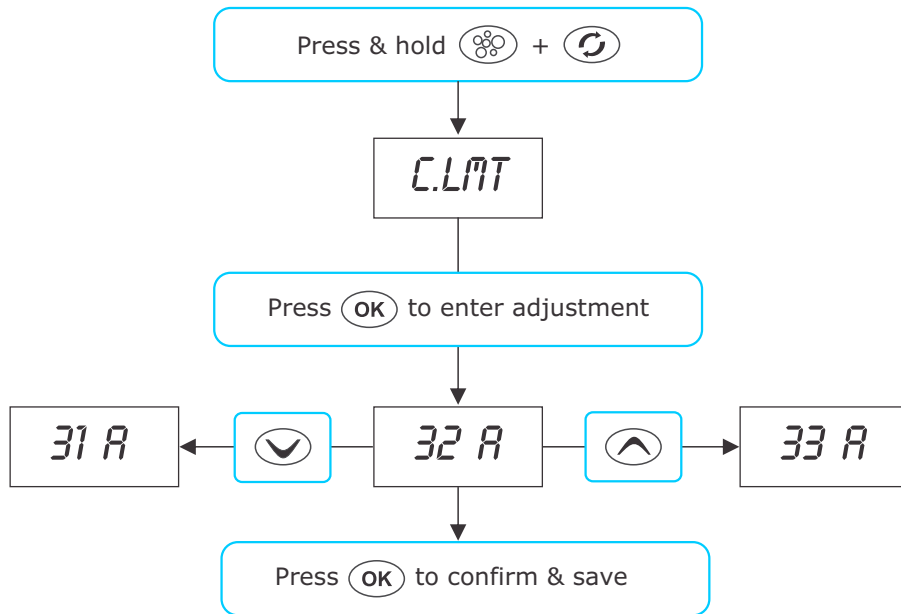 Press & hold +
C.LMT
Press OK to enter adjustment
31 A 32 A 33 A
Press OK to confirm & save